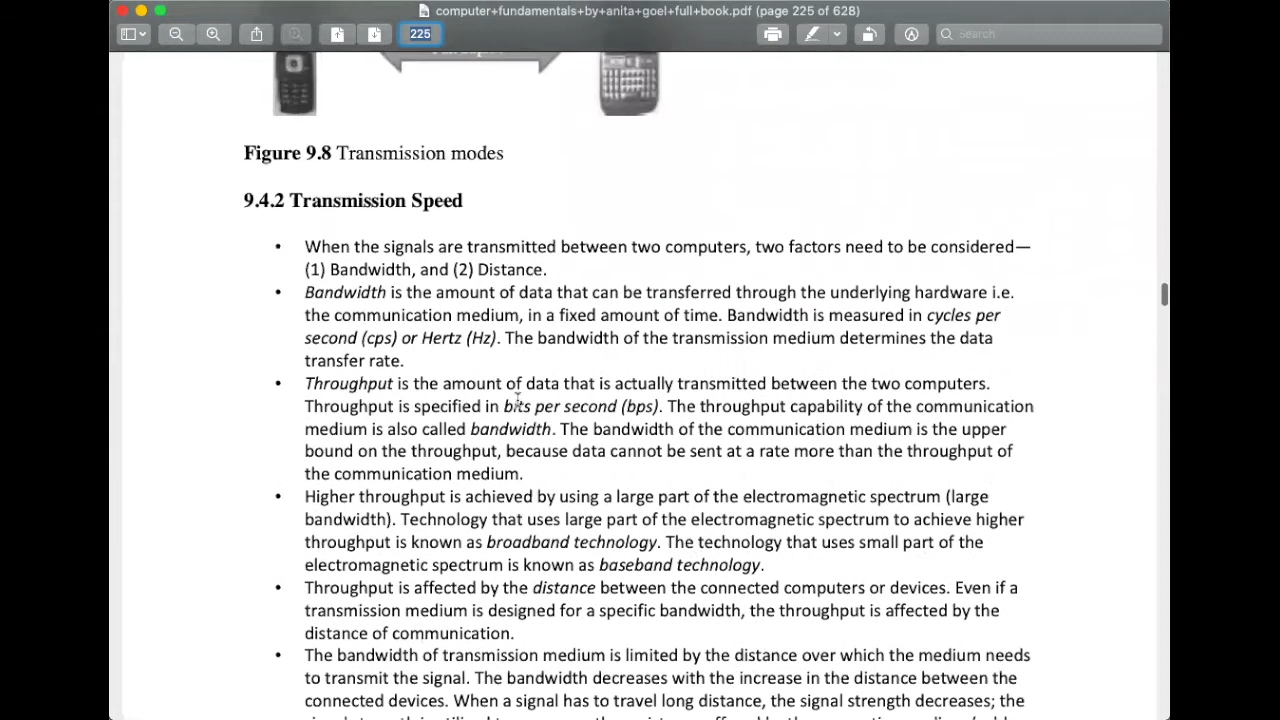 computer+fundamentals+by+anita+goel+full+book.pdf (page 225 of 628)
225
Search
Figure 9.8 Transmission modes
9.4.2 Transmission Speed
• When the signals are transmitted between two computers, two factors need to be considered—
(1) Bandwidth, and (2) Distance.
• Bandwidth is the amount of data that can be transferred through the underlying hardware i.e.
the communication medium, in a fixed amount of time. Bandwidth is measured in cycles per
second (cps) or Hertz (Hz). The bandwidth of the transmission medium determines the data
transfer rate.
• Throughput is the amount of data that is actually transmitted between the two computers.
Throughput is specified in bits per second (bps). The throughput capability of the communication
medium is also called bandwidth. The bandwidth of the communication medium is the upper
bound on the throughput, because data cannot be sent at a rate more than the throughput of
the communication medium.
• Higher throughput is achieved by using a large part of the electromagnetic spectrum (large
bandwidth). Technology that uses large part of the electromagnetic spectrum to achieve higher
throughput is known as broadband technology. The technology that uses small part of the
electromagnetic spectrum is known as baseband technology.
• Throughput is affected by the distance between the connected computers or devices. Even if a
transmission medium is designed for a specific bandwidth, the throughput is affected by the
distance of communication.
• The bandwidth of transmission medium is limited by the distance over which the medium needs
to transmit the signal. The bandwidth decreases with the increase in the distance between the
connected devices. When a signal has to travel long distance, the signal strength decreases; the